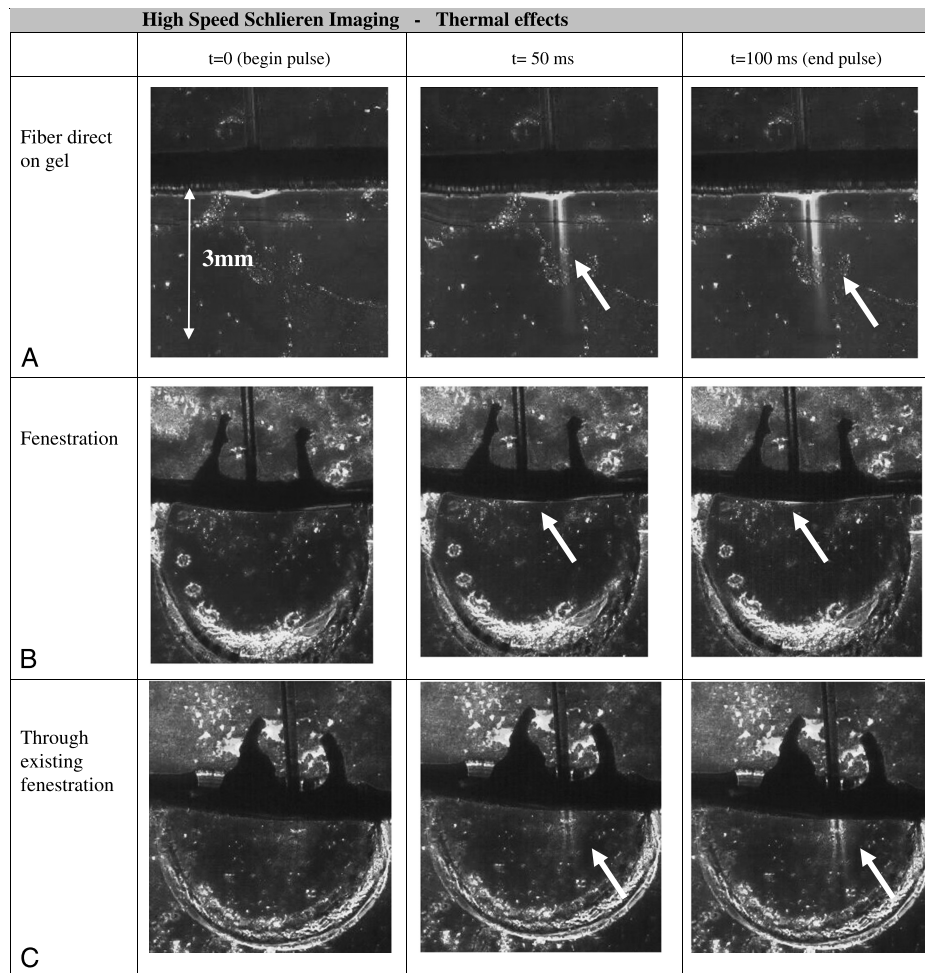 High Speed Schlieren Imaging - Thermal effects
t=0 (begin pulse)
t= 50 ms
t=100 ms (end pulse)
Fiber direct
on gel
3mm
A
Fenestration
B
Through
existing
fenestration
C